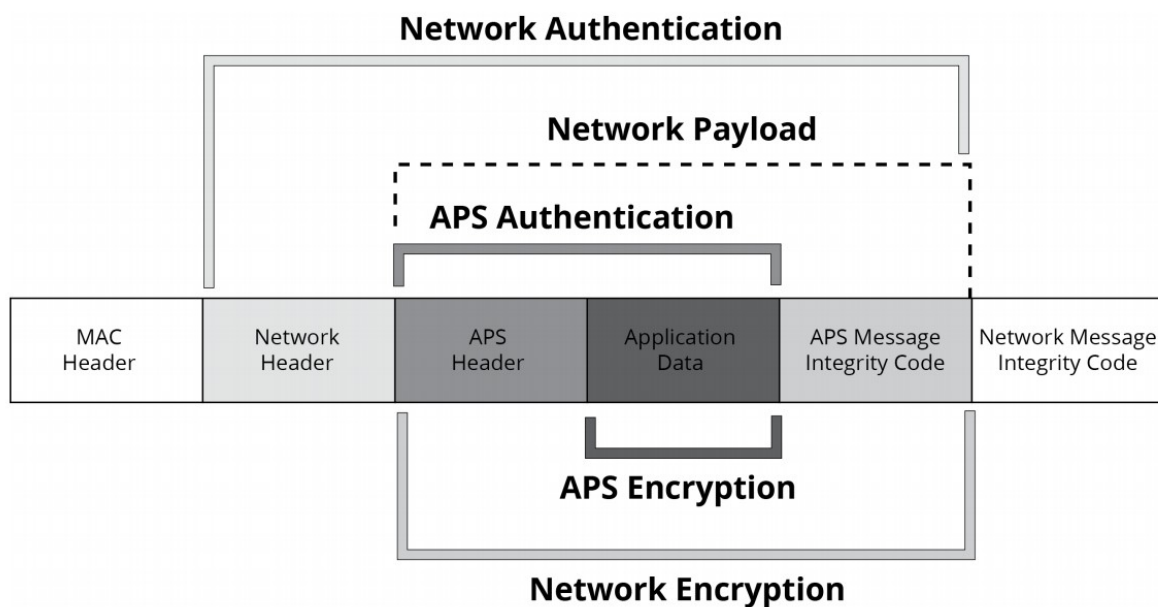 Network Authentication
Network Payload
APS Authentication
MAC
Header
Network
Header
APS
Header
Application
Data
APS Message
Integrity Code
Network Message
Integrity Code
APS Encryption
Network Encryption